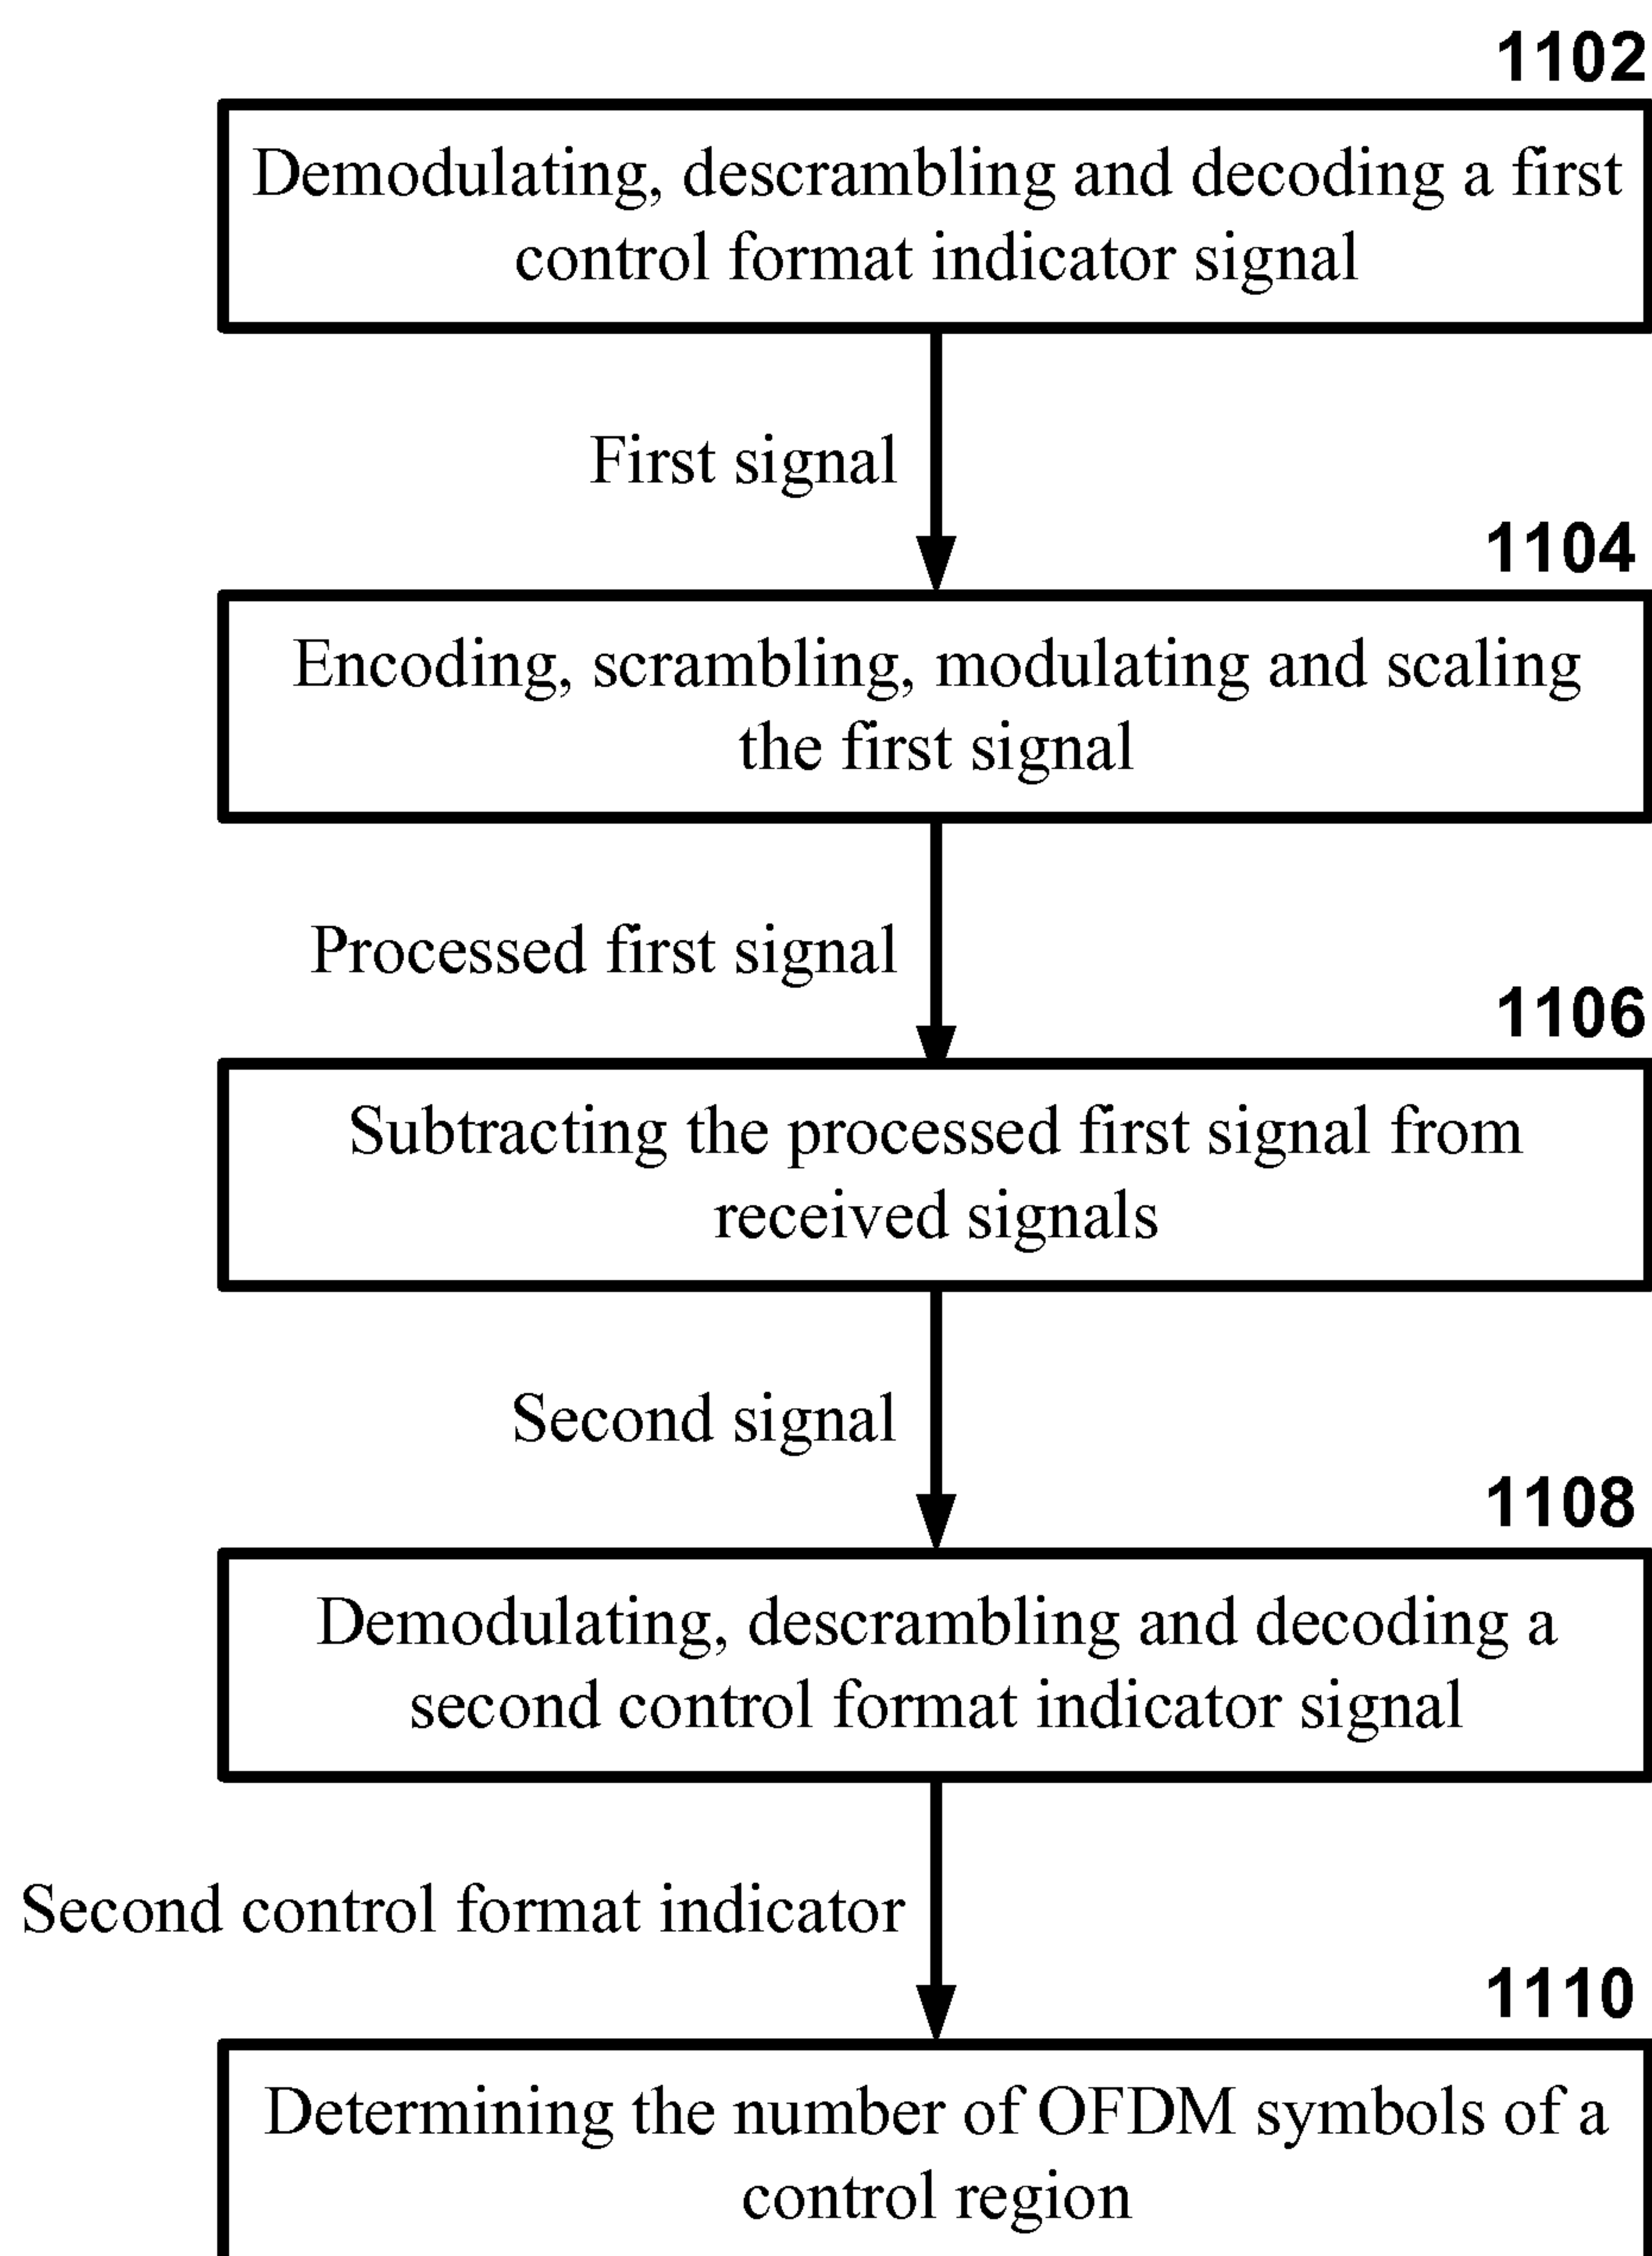 1102
Demodulating, descrambling and decoding a first
control format indicator signal
First signal
1104
Encoding, scrambling, modulating and scaling
the first signal
Processed first signal
1106
Subtracting the processed first signal from
received signals
Second signal
1108
Demodulating, descrambling and decoding a
second control format indicator signal
Second control format indicator
1110
Determining the number of OFDM symbols of a
control region